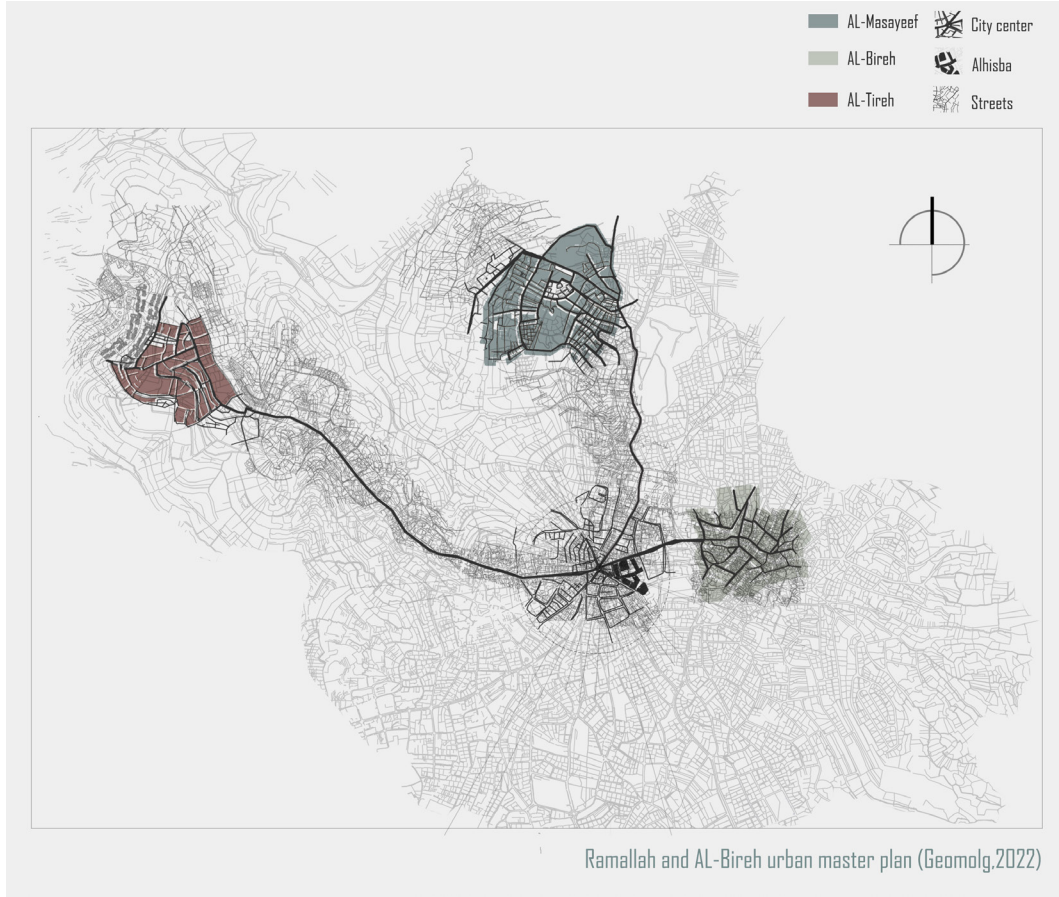 AL-Masayeef
City center
AL-Bireh
Alhisba
AL-Tireh
Streets
Ramallah and AL-Bireh urban master plan (Geomolg,2022)